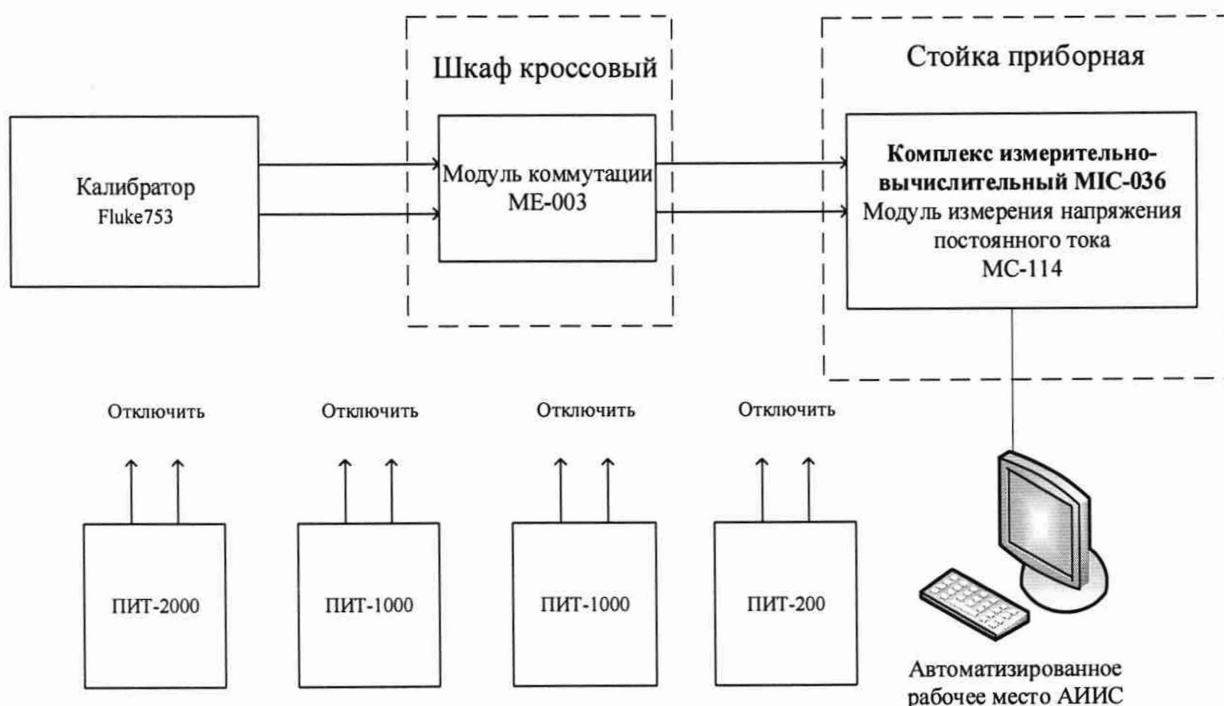 Шкаф кроссовый
Стойка приборная
Калибратор
Fluke753
Модуль коммутации
МЕ-003
Комплекс измерительно-
вычислительный MIC-036
Модуль измерения напряжения
постоянного тока
МС-114
Отключить
Отключить
Отключить
Отключить
ПИТ-2000
ПИТ-1000
ПИТ-1000
ПИТ-200
Автоматизированное
рабочее место АИИС